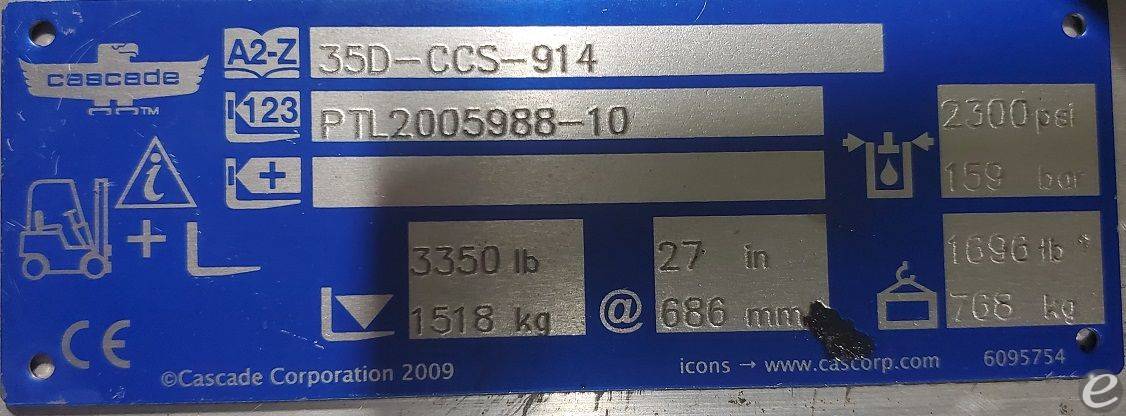 cascade
TM
A2-Z 35D-CCS-914
123 PTL2005988-10
+
i
+
2300 psi
159 bar
3350 lb
1518 kg
@
27 in
686 mm
1696 lb *
768 kg
CE
©Cascade Corporation 2009
icons → www.cascorp.com
6095754
e